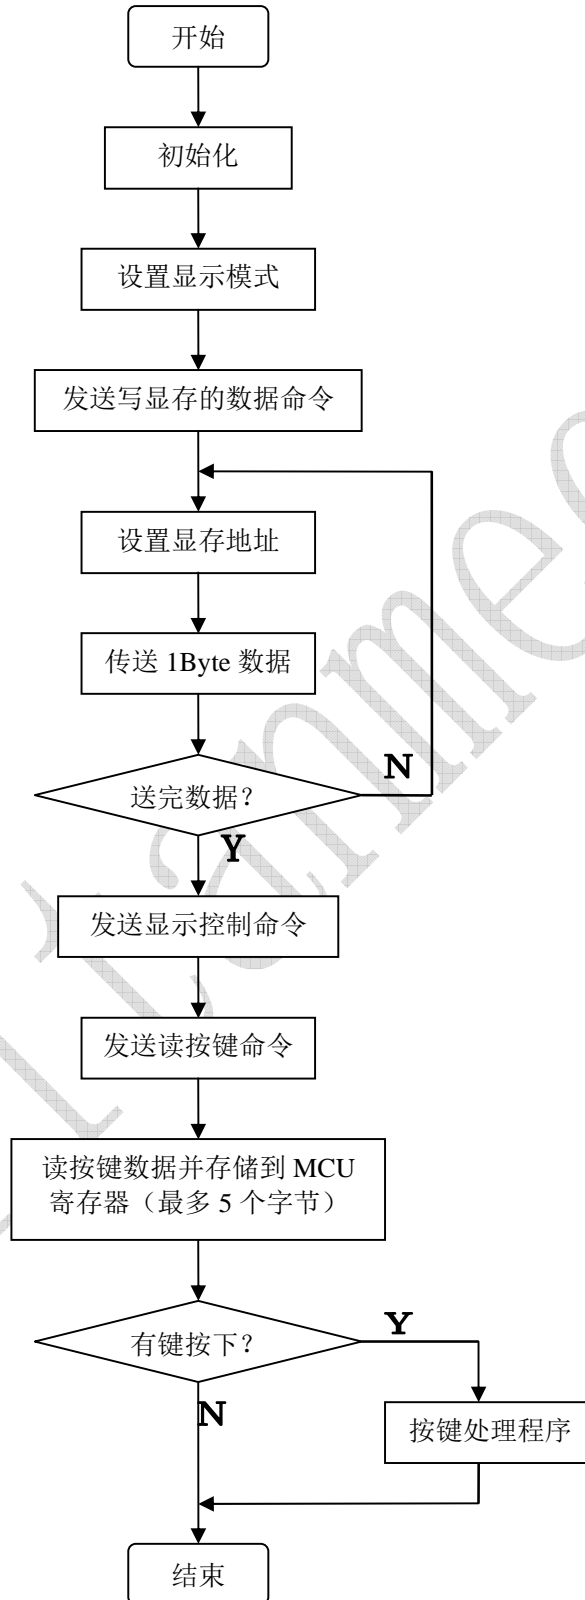 开始
初始化
设置显示模式
发送写显存的数据命令
设置显存地址
传送 1Byte 数据
送完数据？
N
Y
发送显示控制命令
发送读按键命令
读按键数据并存储到 MCU
寄存器（最多 5 个字节）
有键按下？
Y
N
按键处理程序
结束